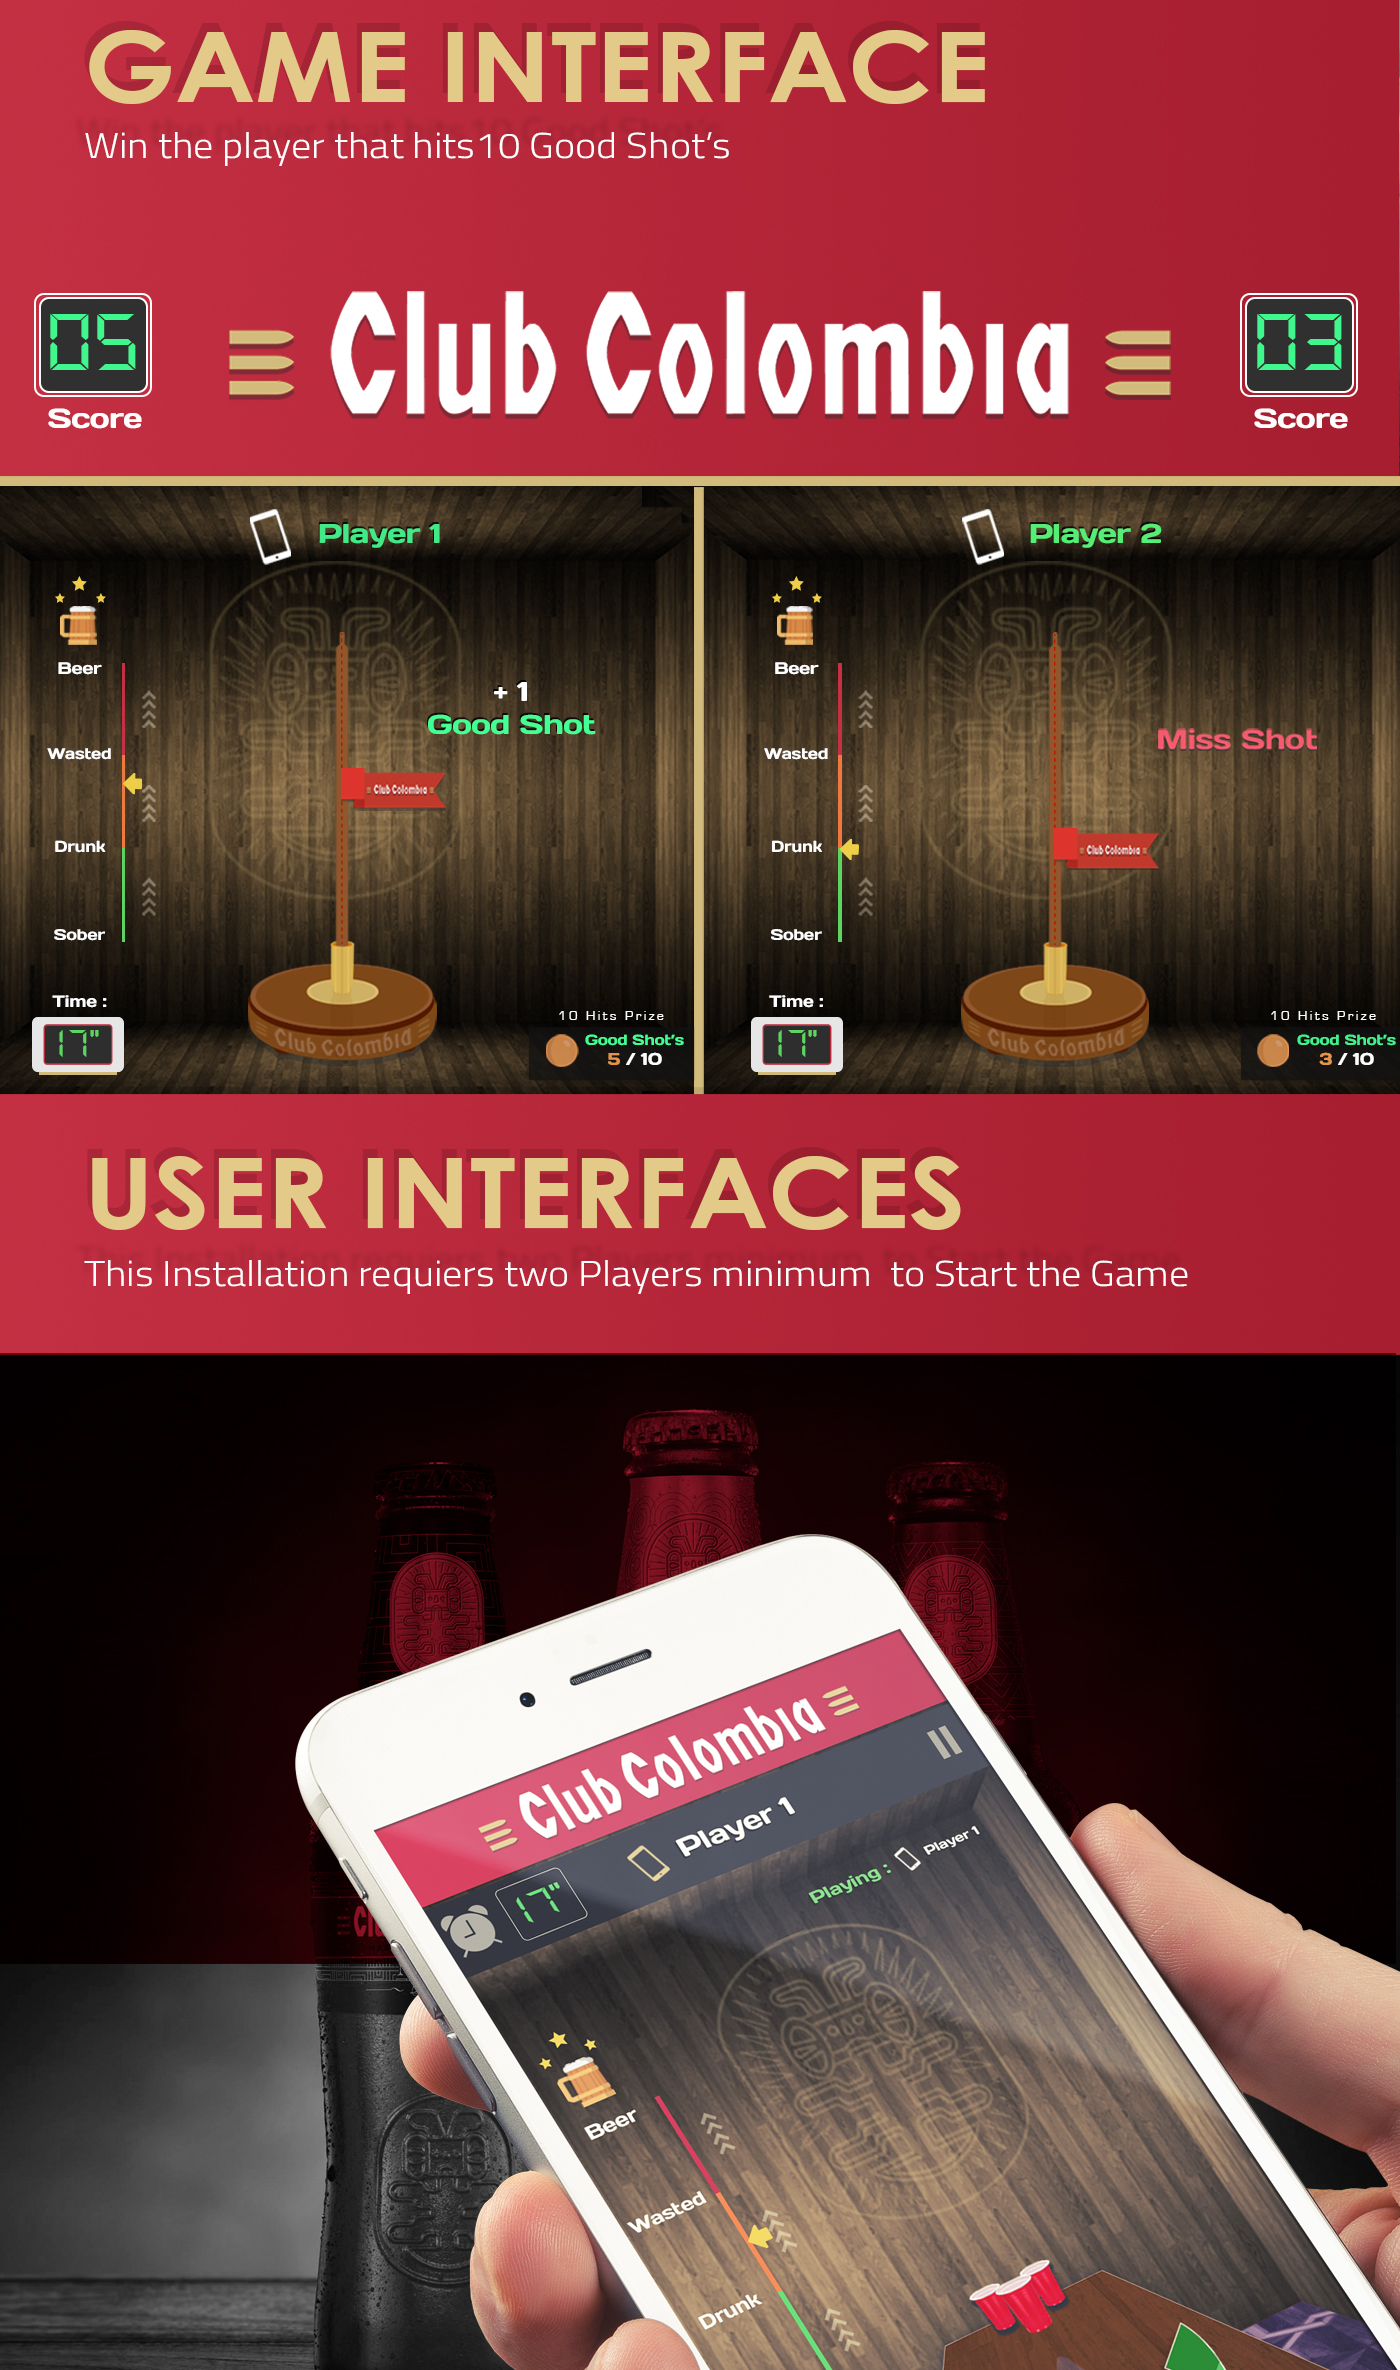 GAME INTERFACE
Win the player that hits10 Good Shot's
05
Score
Club Colombia
03
Score
Player 1
Beer
Wasted
Drunk
Sober
+ 1
Good Shot
Club Colombia
Time :
17"
Club Colombia
10 Hits Prize
Good Shot's
5 / 10
Player 2
Beer
Wasted
Drunk
Sober
Miss Shot
Club Colombia
Time :
17"
Club Colombia
10 Hits Prize
Good Shot's
3 / 10
USER INTERFACES
This Installation requiers two Players minimum to Start the Game
Club Colombia
17"
Player 1
Playing :
Player 1
Beer
Wasted
Drunk